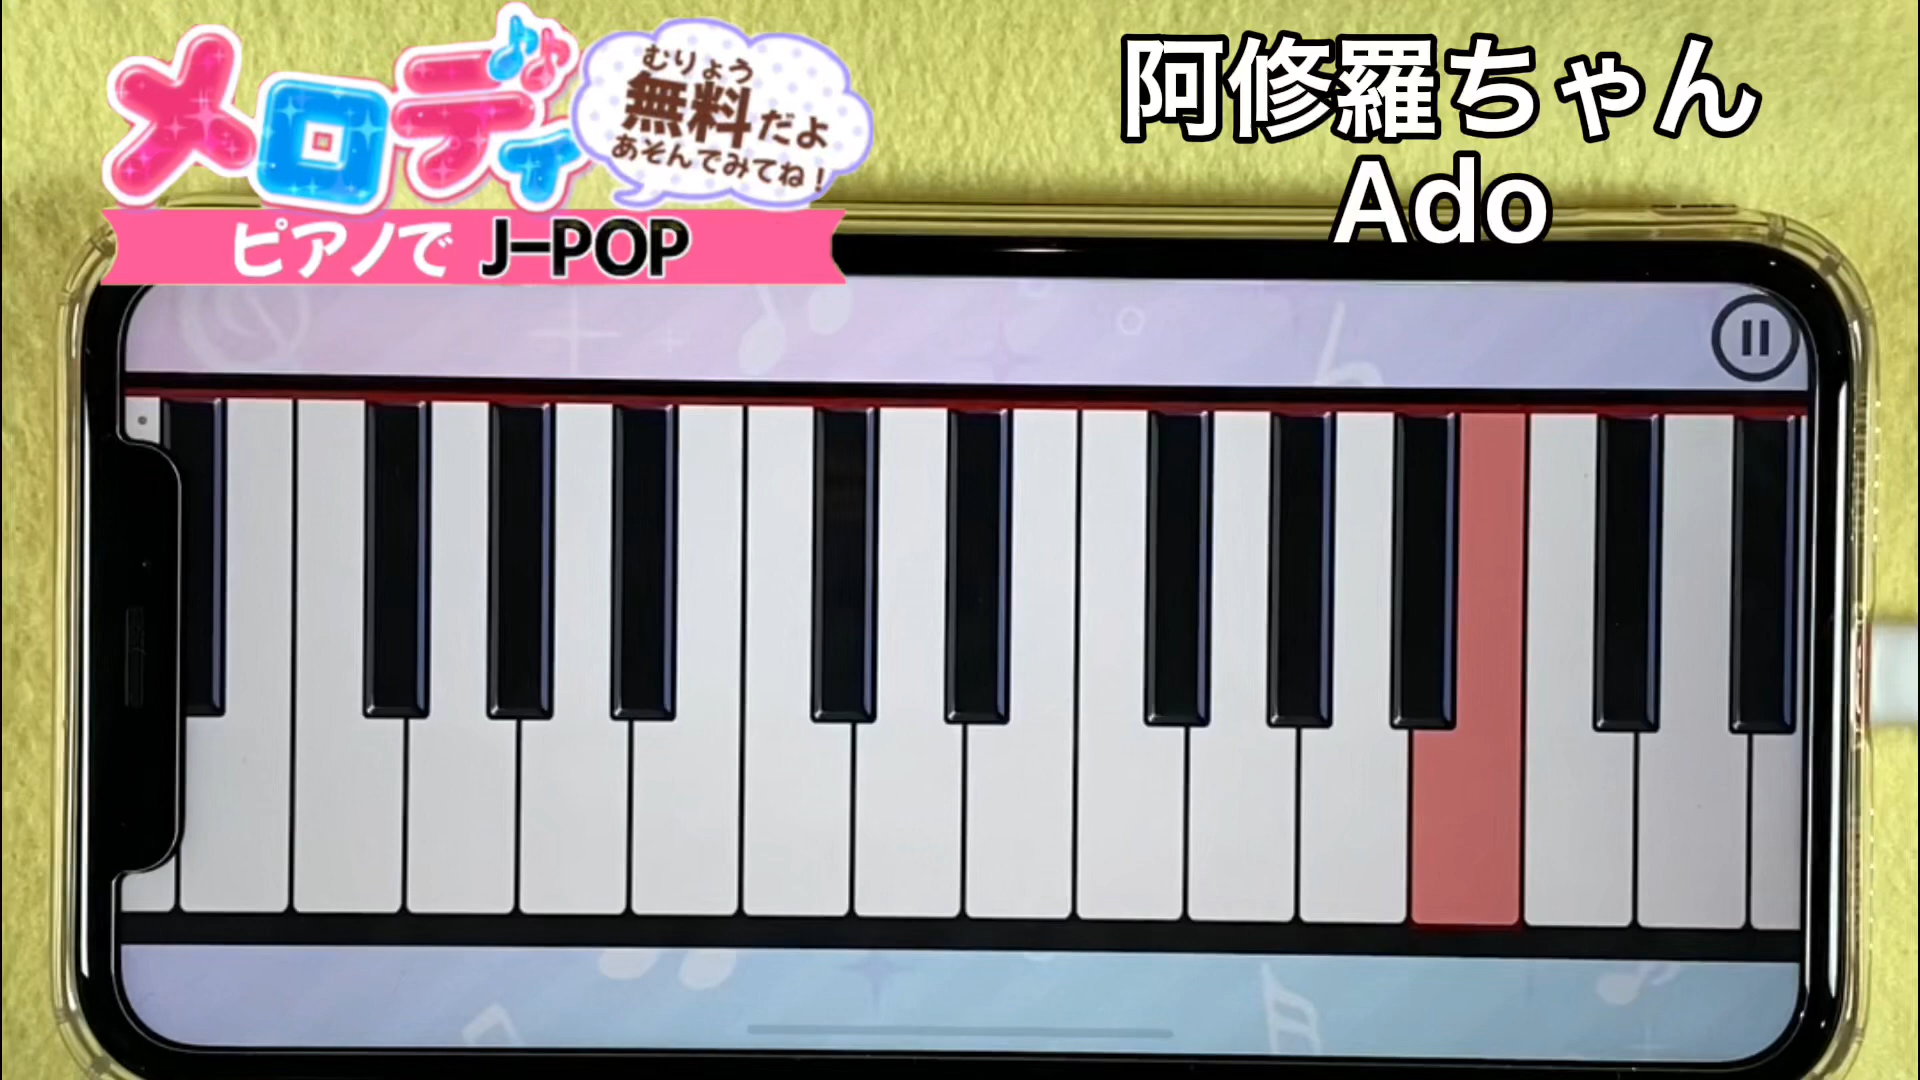 メロディ
むりょう
無料だよ
あそんでみてね!
ピアノで J-POP
阿修羅ちゃん
Ado